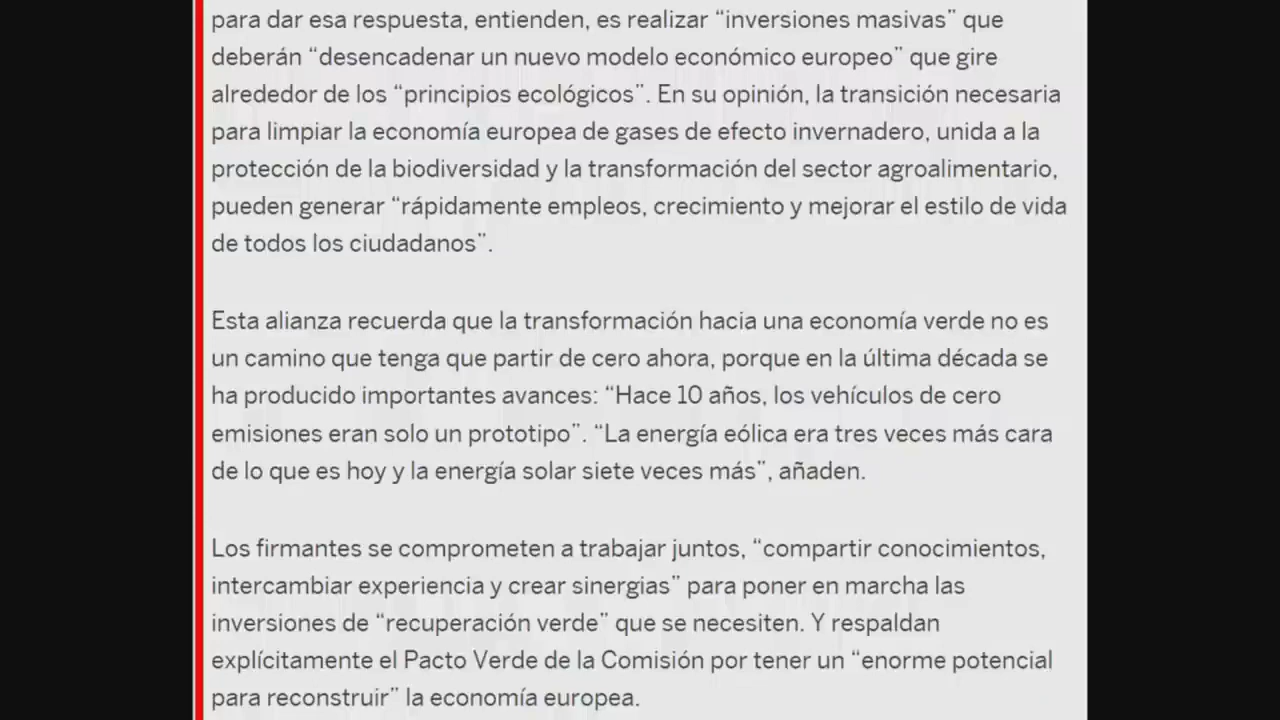 para dar esa respuesta, entienden, es realizar “inversiones masivas” que
deberán “desencadenar un nuevo modelo económico europeo” que gire
alrededor de los “principios ecológicos”. En su opinión, la transición necesaria
para limpiar la economía europea de gases de efecto invernadero, unida a la
protección de la biodiversidad y la transformación del sector agroalimentario,
pueden generar “rápidamente empleos, crecimiento y mejorar el estilo de vida
de todos los ciudadanos”.
Esta alianza recuerda que la transformación hacia una economía verde no es
un camino que tenga que partir de cero ahora, porque en la última década se
ha producido importantes avances: “Hace 10 años, los vehículos de cero
emisiones eran solo un prototipo”. “La energía eólica era tres veces más cara
de lo que es hoy y la energía solar siete veces más”, añaden.
Los firmantes se comprometen a trabajar juntos, “compartir conocimientos,
intercambiar experiencia y crear sinergias” para poner en marcha las
inversiones de “recuperación verde” que se necesiten. Y respaldan
explícitamente el Pacto Verde de la Comisión por tener un “enorme potencial
para reconstruir” la economía europea.